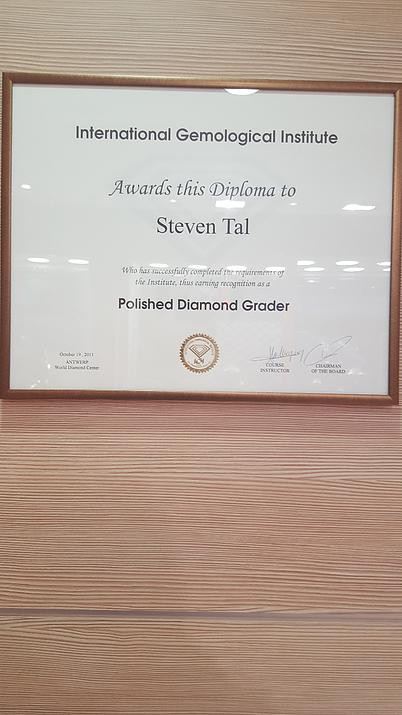 International Gemological Institute
Awards this Diploma to
Steven Tal
Who has successfully completed the requirements of
the Institute, thus earning recognition as a
Polished Diamond Grader
October 19, 2011
ANTWERP
World Diamond Center
IGI
COURSE
INSTRUCTOR
CHAIRMAN
OF THE BOARD